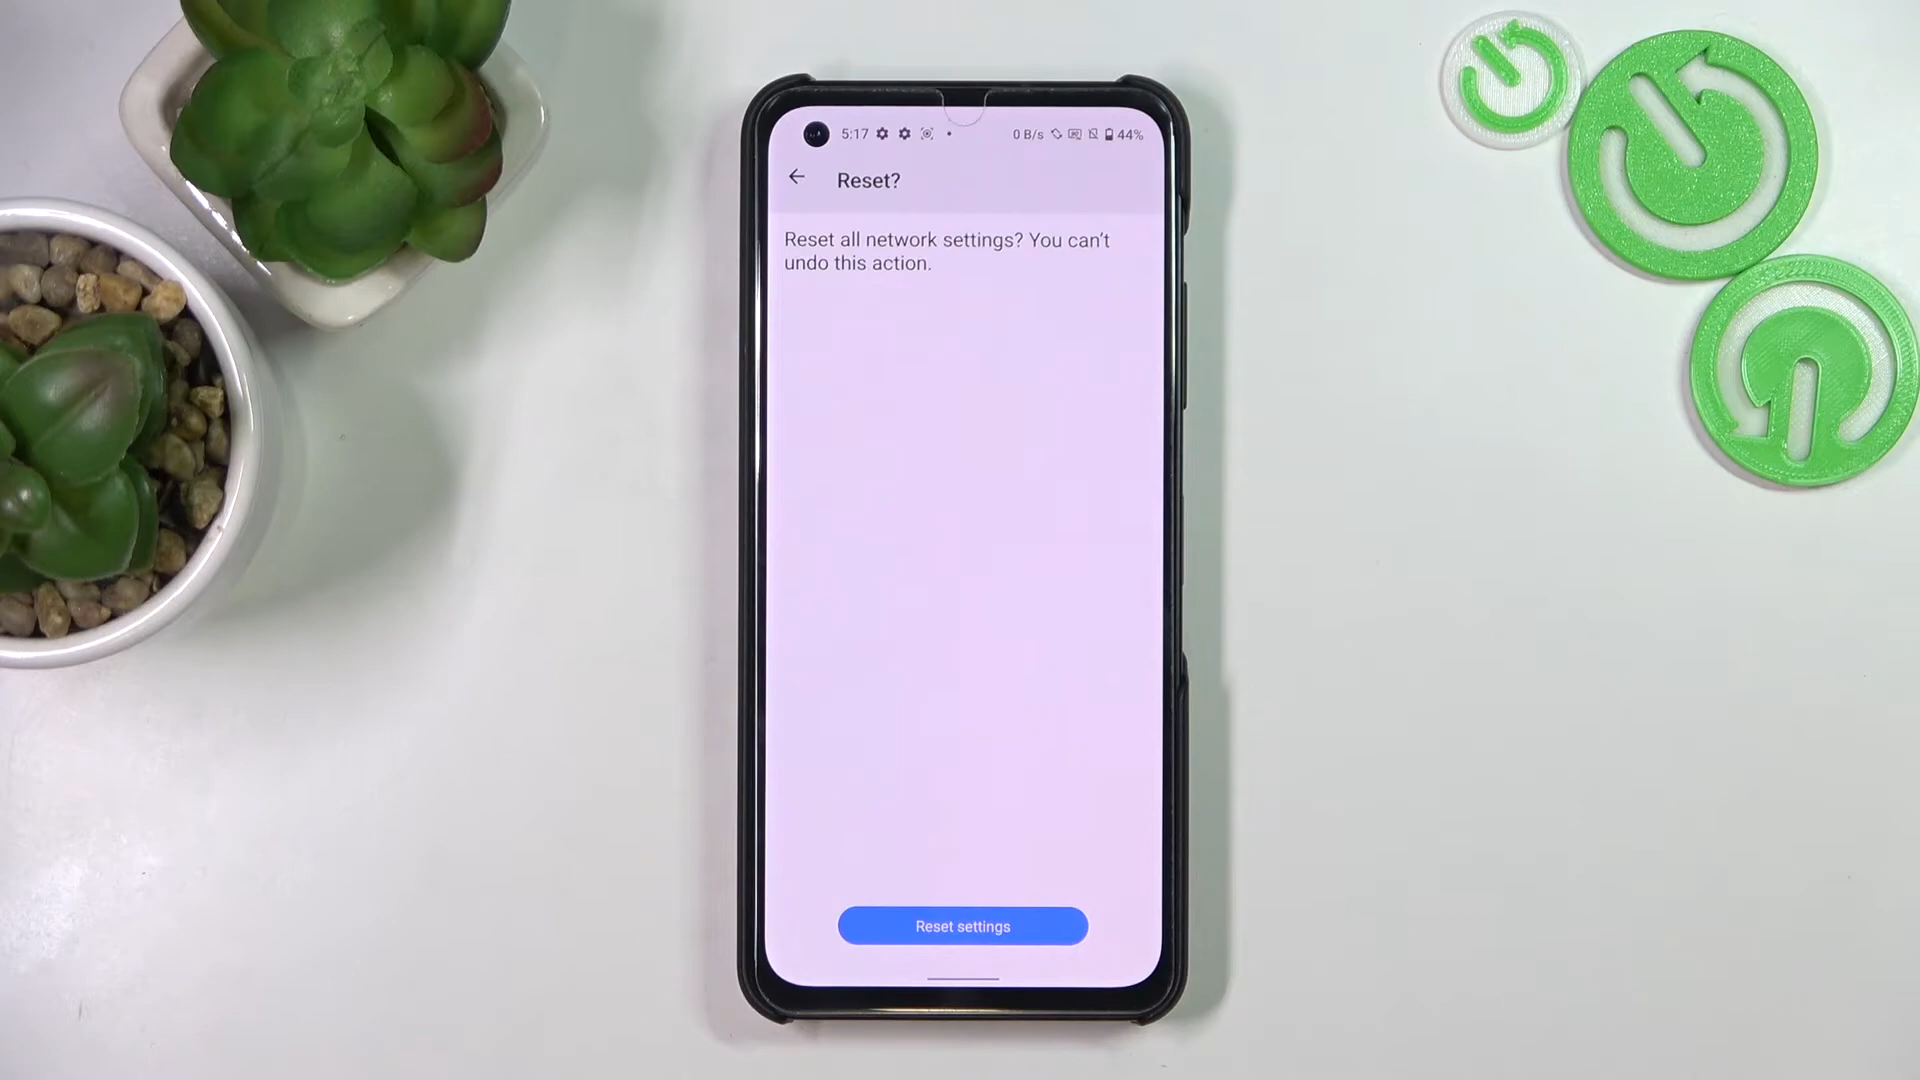 5:17 0 B/s 44%
Reset?
Reset all network settings? You can't
undo this action.
Reset settings